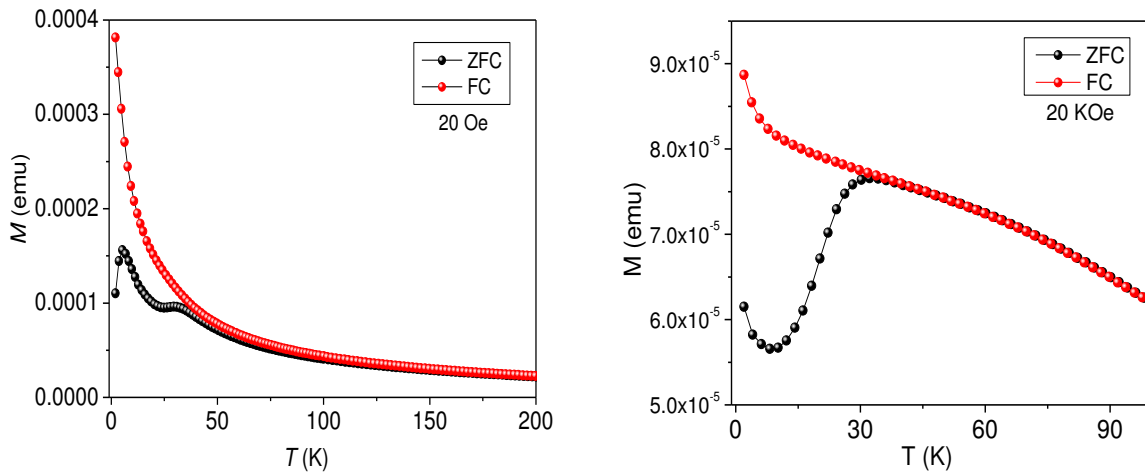 0.0004
0.0003
0.0002
0.0001
0.0000
M (emu)
ZFC
FC
20 Oe
0 50 100 150 200
T (K)
9.0x10⁻⁵
8.0x10⁻⁵
7.0x10⁻⁵
6.0x10⁻⁵
5.0x10⁻⁵
M (emu)
ZFC
FC
20 KOe
0 30 60 90
T (K)